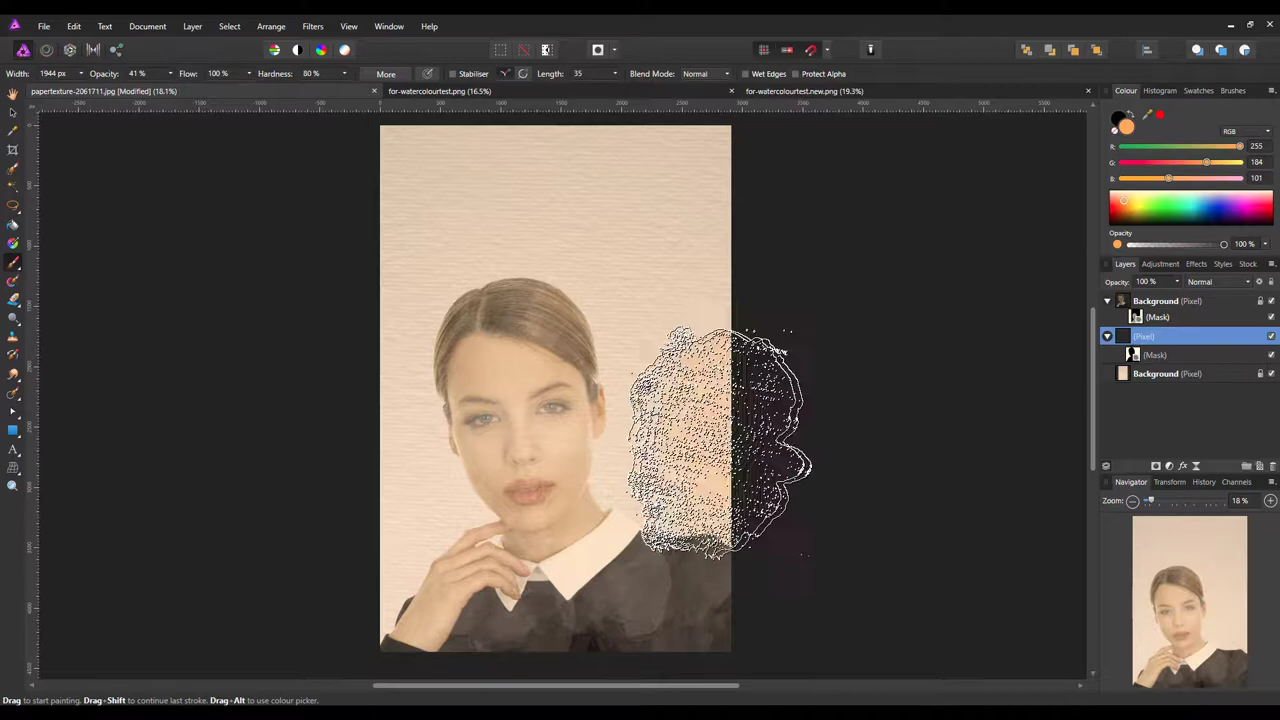 File Edit Text Document Layer Select Arrange Filters View Window Help
Width: 1944 px Opacity: 41 % Flow: 100 % Hardness: 80 % More Stabiliser Length: 35 Blend Mode: Normal Wet Edges Protect Alpha
papertexture-2061711.jpg [Modified] (18.1%) for-watercolourtest.png (16.5%) for-watercolourtest.new.png (19.3%)
Colour Histogram Swatches Brushes
RGB
R: 255
G: 184
B: 101
Opacity
100 %
Layers Adjustment Effects Styles Stock
Opacity: 100 % Normal
Background (Pixel)
(Mask)
(Pixel)
(Mask)
Background (Pixel)
Navigator Transform History Channels
Zoom: 18 %
Drag to start painting. Drag+Shift to continue last stroke. Drag+Alt to use colour picker.